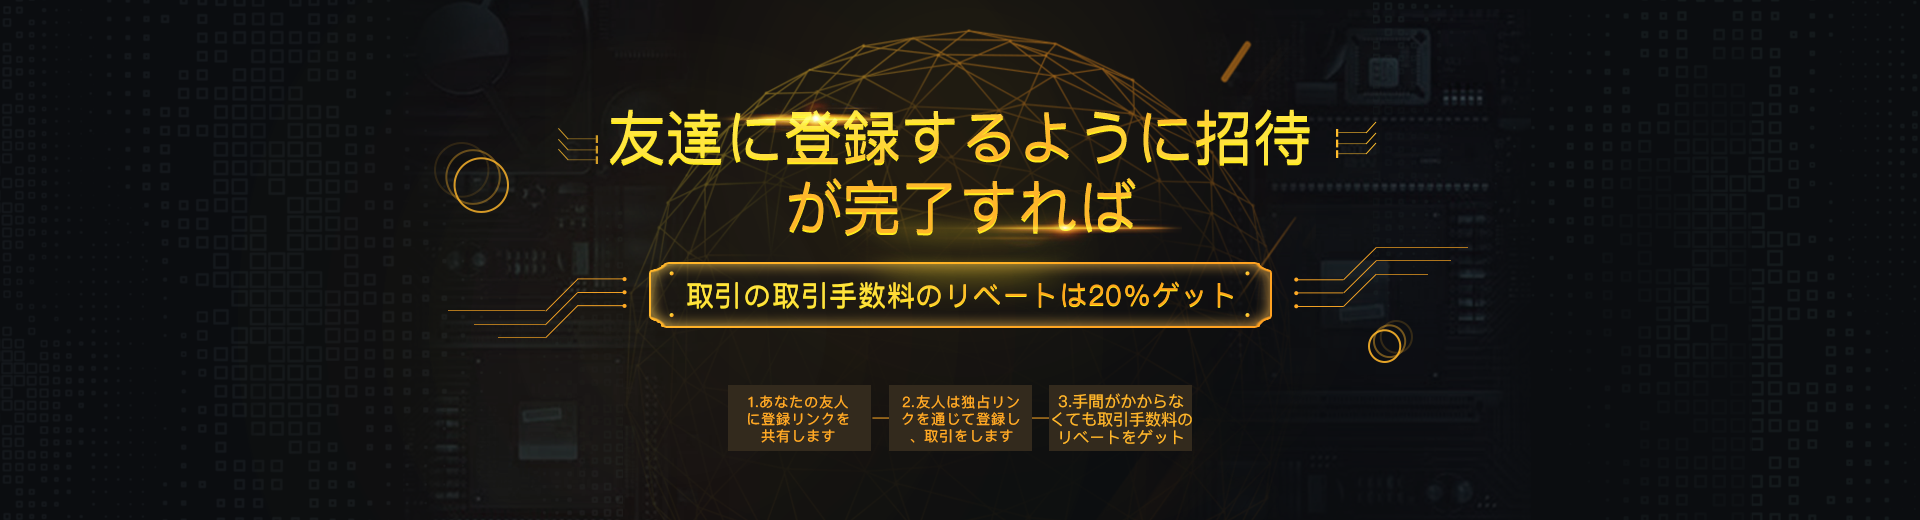 友達に登録するように招待
が完了すれば
取引の取引手数料のリベートは20%ゲット
1.あなたの友人
に登録リンクを
共有します
2.友人は独占リン
クを通じて登録し
、取引をします
3.手間がかからな
くても取引手数料の
リベートをゲット